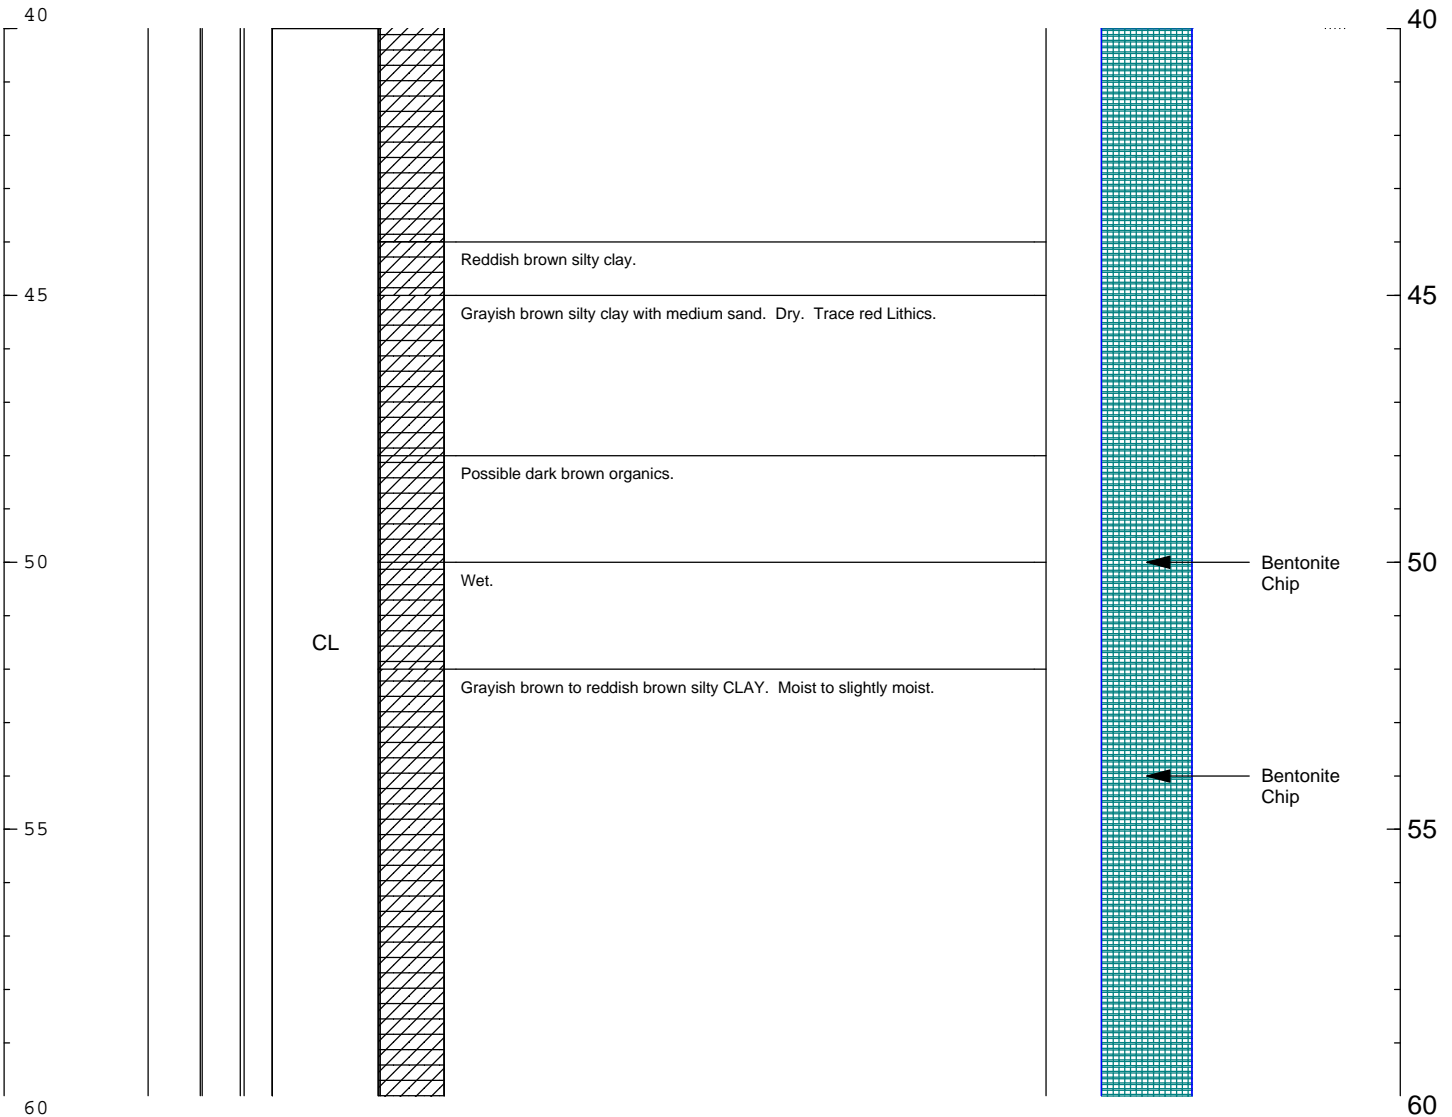 40
40
Reddish brown silty clay.
45
Grayish brown silty clay with medium sand.  Dry.  Trace red Lithics.
45
Possible dark brown organics.
50
Bentonite
Chip
50
Wet.
CL
Grayish brown to reddish brown silty CLAY.  Moist to slightly moist.
Bentonite
Chip
55
55
60
60